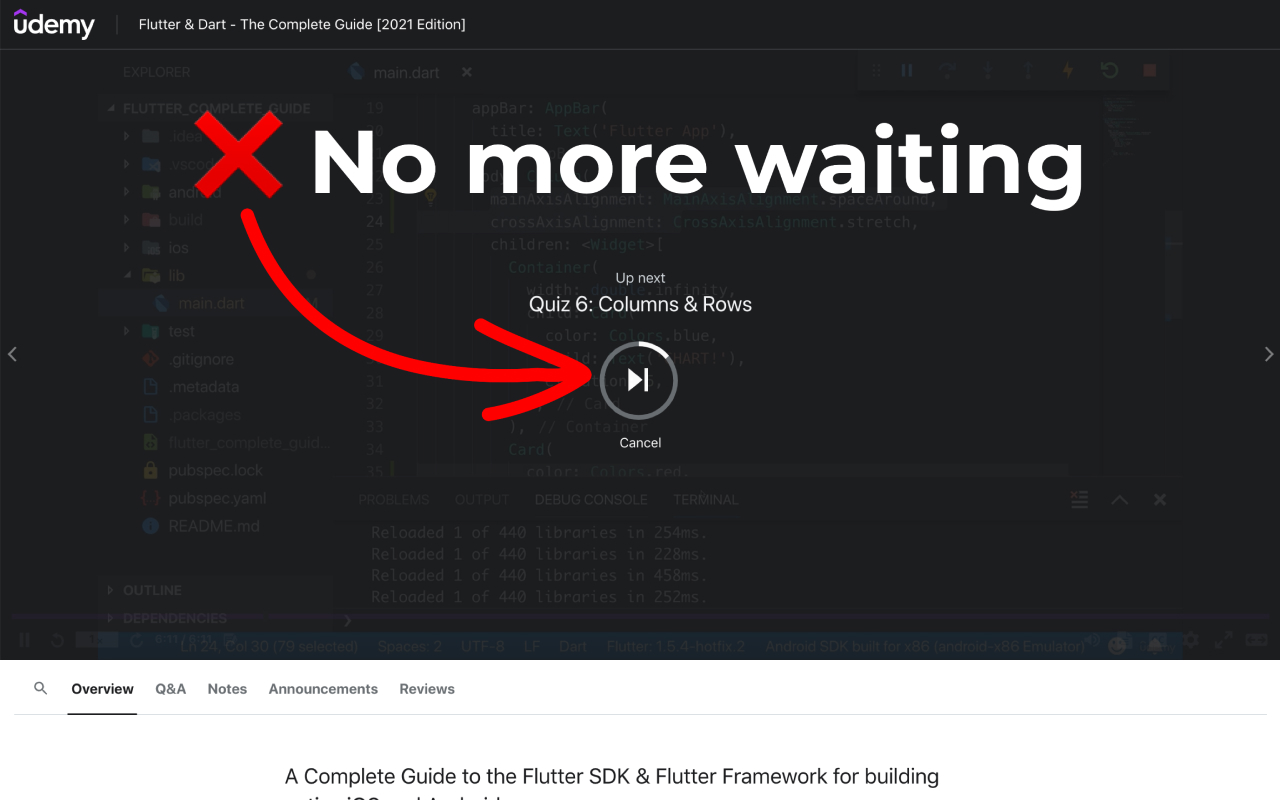 udemy
Flutter & Dart - The Complete Guide [2021 Edition]
EXPLORER
main.dart
FLUTTER_COMPLETE_GUIDE
.idea
.vscode
android
build
ios
lib
main.dart
test
.gitignore
.metadata
.packages
flutter_complete_guid...
pubspec.lock
pubspec.yaml
README.md
OUTLINE
DEPENDENCIES
No more waiting
19 appBar: AppBar(
title: Text('Flutter App'),
23 mainAxisAlignment: MainAxisAlignment.spaceAround,
24 crossAxisAlignment: CrossAxisAlignment.stretch,
25 children: <Widget>[
26 Container(
27 width: double.infinity,
28
29 color: Colors.blue,
31
32 // Card
33 ), // Container
34 Card(
35 color: Colors.red,
Up next
Quiz 6: Columns & Rows
Cancel
PROBLEMS OUTPUT DEBUG CONSOLE TERMINAL
Reloaded 1 of 440 libraries in 254ms.
Reloaded 1 of 440 libraries in 228ms.
Reloaded 1 of 440 libraries in 458ms.
Reloaded 1 of 440 libraries in 252ms.
Ln 24, Col 30 (79 selected) Spaces: 2 UTF-8 LF Dart Flutter: 1.5.4-hotfix.2 Android SDK built for x86 (android-x86 Emulator)
Overview Q&A Notes Announcements Reviews
A Complete Guide to the Flutter SDK & Flutter Framework for building